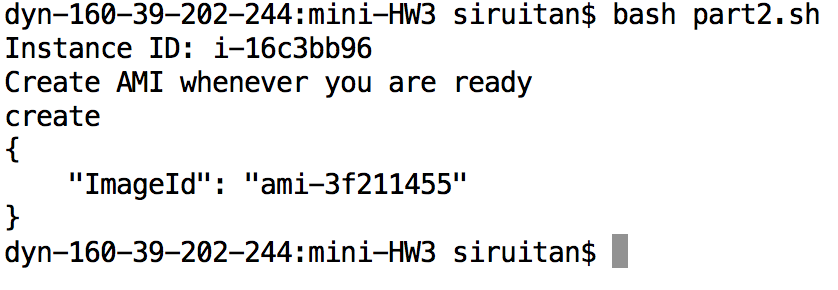 dyn-160-39-202-244:mini-HW3 siruitan$ bash part2.sh
Instance ID: i-16c3bb96
Create AMI whenever you are ready
create
{
    "ImageId": "ami-3f211455"
}
dyn-160-39-202-244:mini-HW3 siruitan$